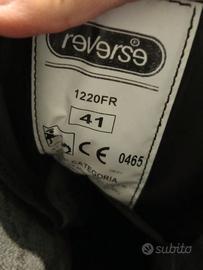 reverse
1220FR
41
CE 0465
CATEGORIA
subito